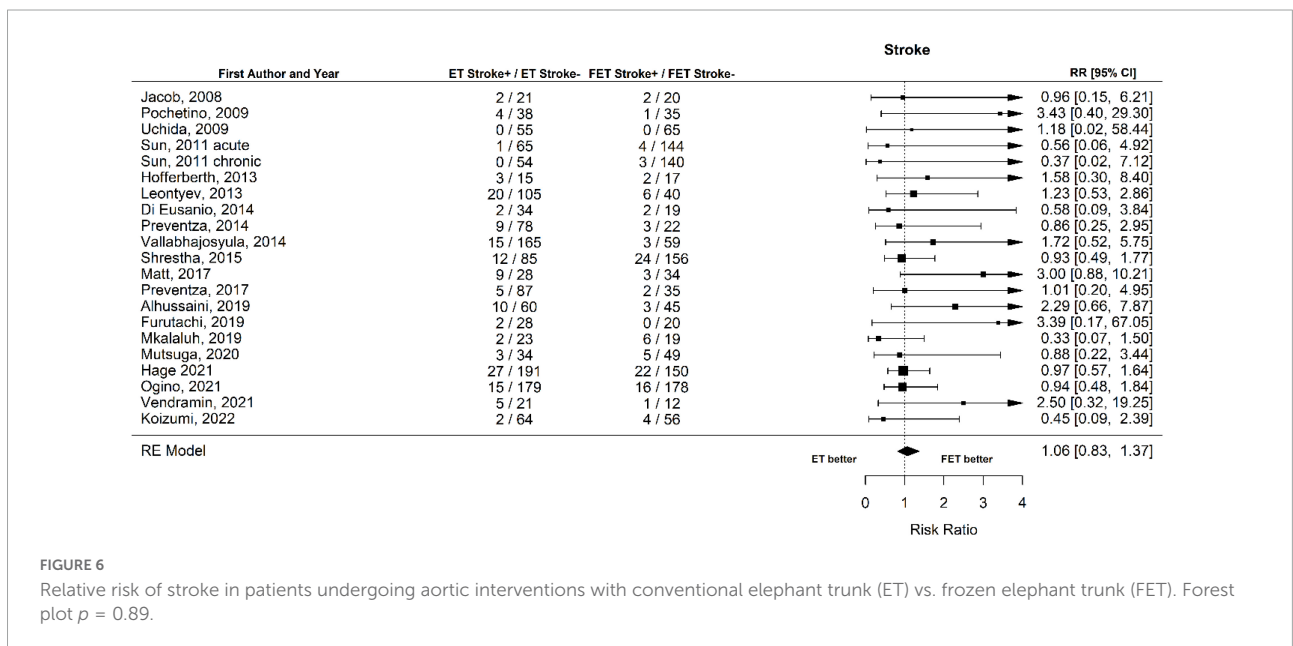 Stroke
First Author and Year ET Stroke+ / ET Stroke- FET Stroke+ / FET Stroke- RR [95% CI]
Jacob, 2008 2 / 21 2 / 20 0.96 [0.15, 6.21]
Pochetino, 2009 4 / 38 1 / 35 3.43 [0.40, 29.30]
Uchida, 2009 0 / 55 0 / 65 1.18 [0.02, 58.44]
Sun, 2011 acute 1 / 65 4 / 144 0.56 [0.06, 4.92]
Sun, 2011 chronic 0 / 54 3 / 140 0.37 [0.02, 7.12]
Hofferberth, 2013 3 / 15 2 / 17 1.58 [0.30, 8.40]
Leontyev, 2013 20 / 105 6 / 40 1.23 [0.53, 2.86]
Di Eusanio, 2014 2 / 34 2 / 19 0.58 [0.09, 3.84]
Preventza, 2014 9 / 78 3 / 22 0.86 [0.25, 2.95]
Vallabhajosyula, 2014 15 / 165 3 / 59 1.72 [0.52, 5.75]
Shrestha, 2015 12 / 85 24 / 156 0.93 [0.49, 1.77]
Matt, 2017 9 / 28 3 / 34 3.00 [0.88, 10.21]
Preventza, 2017 5 / 87 2 / 35 1.01 [0.20, 4.95]
Alhussaini, 2019 10 / 60 3 / 45 2.29 [0.66, 7.87]
Furutachi, 2019 2 / 28 0 / 20 3.39 [0.17, 67.05]
Mkalaluh, 2019 2 / 23 6 / 19 0.33 [0.07, 1.50]
Mutsuga, 2020 3 / 34 5 / 49 0.88 [0.22, 3.44]
Hage 2021 27 / 191 22 / 150 0.97 [0.57, 1.64]
Ogino, 2021 15 / 179 16 / 178 0.94 [0.48, 1.84]
Vendramin, 2021 5 / 21 1 / 12 2.50 [0.32, 19.25]
Koizumi, 2022 2 / 64 4 / 56 0.45 [0.09, 2.39]
RE Model 1.06 [0.83, 1.37]
ET better FET better
0 1 2 3 4
Risk Ratio
FIGURE 6
Relative risk of stroke in patients undergoing aortic interventions with conventional elephant trunk (ET) vs. frozen elephant trunk (FET). Forest
plot p = 0.89.